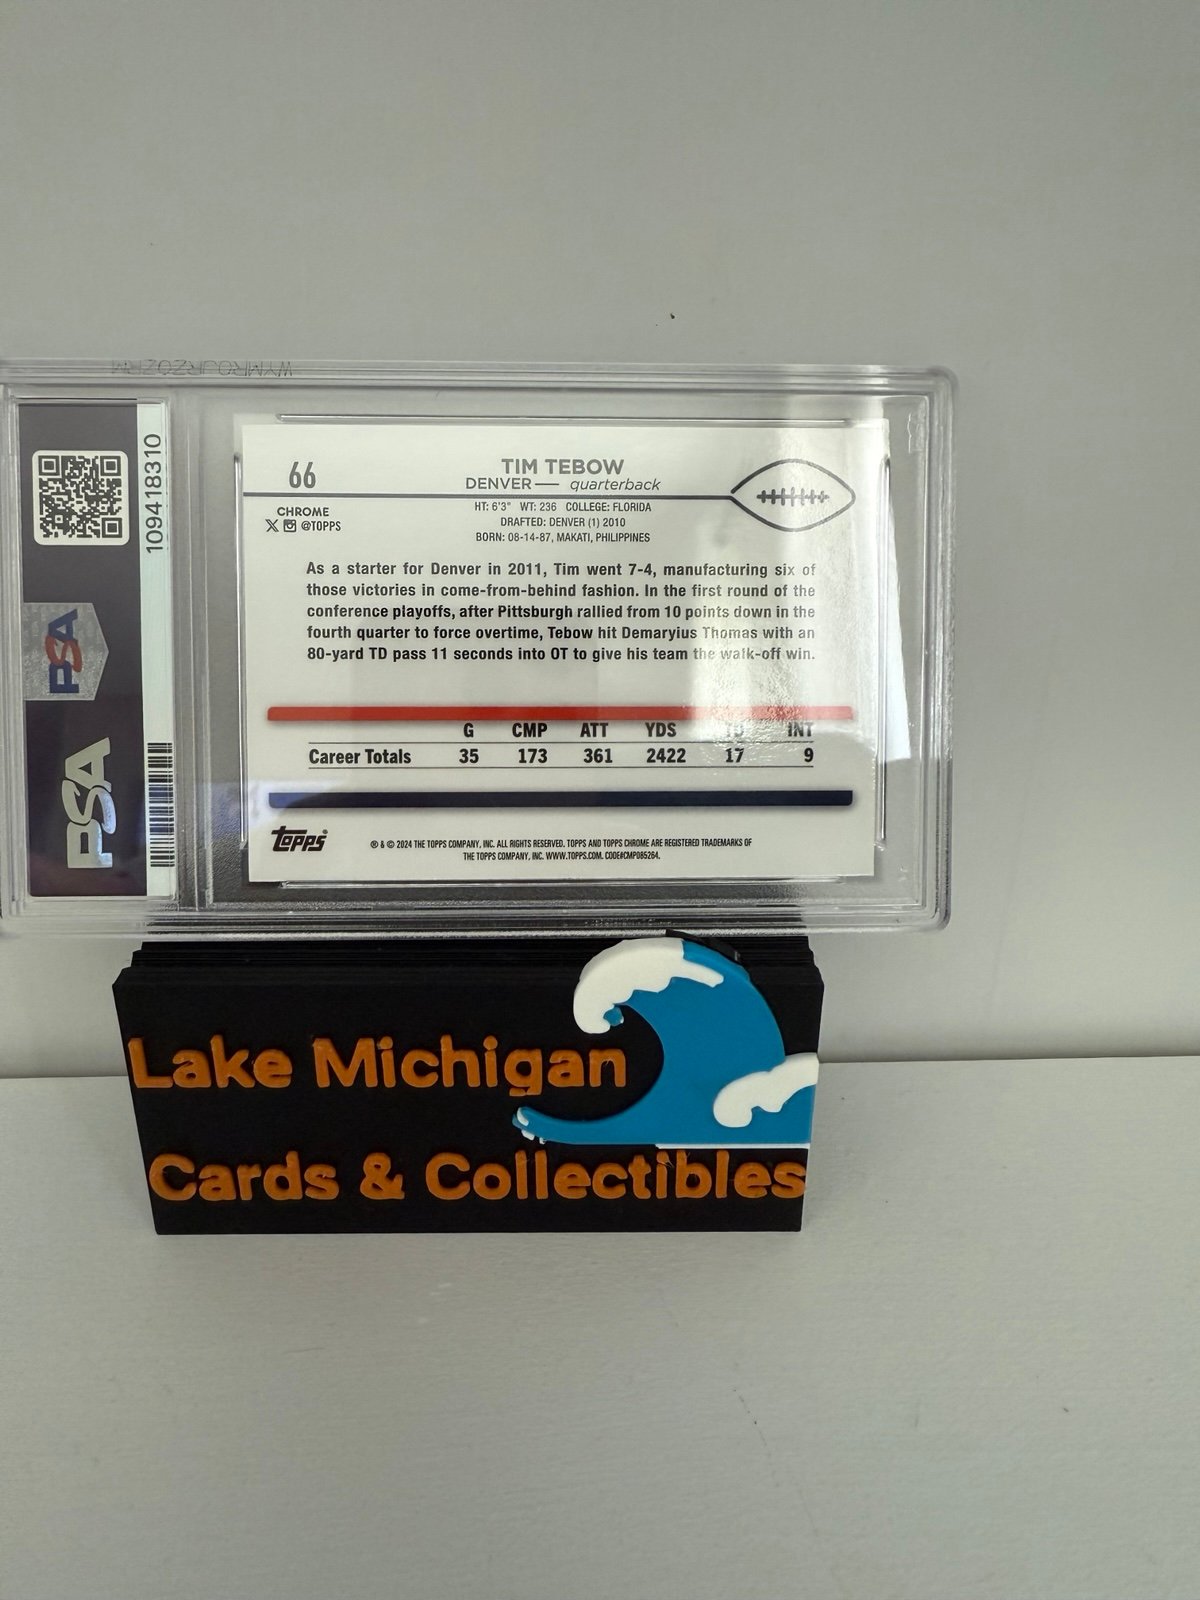 109418310
PSA
PSA
66
TIM TEBOW
DENVER — quarterback
CHROME
@TOPPS
HT: 6'3" WT: 236 COLLEGE: FLORIDA
DRAFTED: DENVER (1) 2010
BORN: 08-14-87, MAKATI, PHILIPPINES
As a starter for Denver in 2011, Tim went 7-4, manufacturing six of
those victories in come-from-behind fashion. In the first round of the
conference playoffs, after Pittsburgh rallied from 10 points down in the
fourth quarter to force overtime, Tebow hit Demaryius Thomas with an
80-yard TD pass 11 seconds into OT to give his team the walk-off win.
G CMP ATT YDS TD INT
Career Totals 35 173 361 2422 17 9
Topps
® & © 2024 THE TOPPS COMPANY, INC. ALL RIGHTS RESERVED. TOPPS AND TOPPS CHROME ARE REGISTERED TRADEMARKS OF
THE TOPPS COMPANY, INC. WWW.TOPPS.COM. CODE#CMP085264.
Lake Michigan
Cards & Collectibles